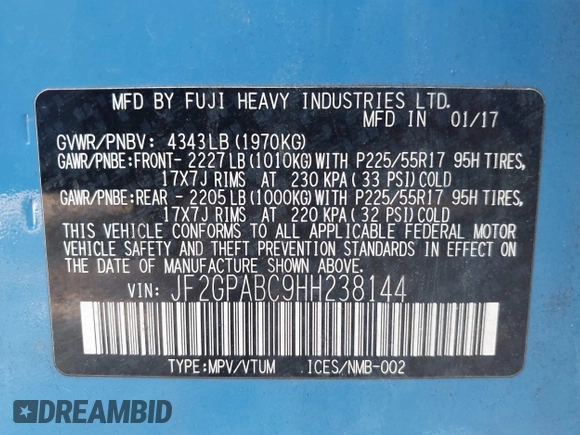 MFD BY FUJI HEAVY INDUSTRIES LTD.
MFD IN 01/17
GVWR/PNBV: 4343LB (1970KG)
GAWR/PNBE:FRONT- 2227LB (1010KG) WITH P225/55R17 95H TIRES,
17X7J RIMS AT 230 KPA ( 33 PSI) COLD
GAWR/PNBE:REAR - 2205LB (1000KG) WITH P225/55R17 95H TIRES,
17X7J RIMS AT 220 KPA ( 32 PSI) COLD
THIS VEHICLE CONFORMS TO ALL APPLICABLE FEDERAL MOTOR
VEHICLE SAFETY AND THEFT PREVENTION STANDARDS IN EFFECT ON
THE DATE OF MANUFACTURE SHOWN ABOVE.
VIN: JF2GPABC9HH238144
TYPE:MPV/VTUM ICES/NMB-002
DREAMBID